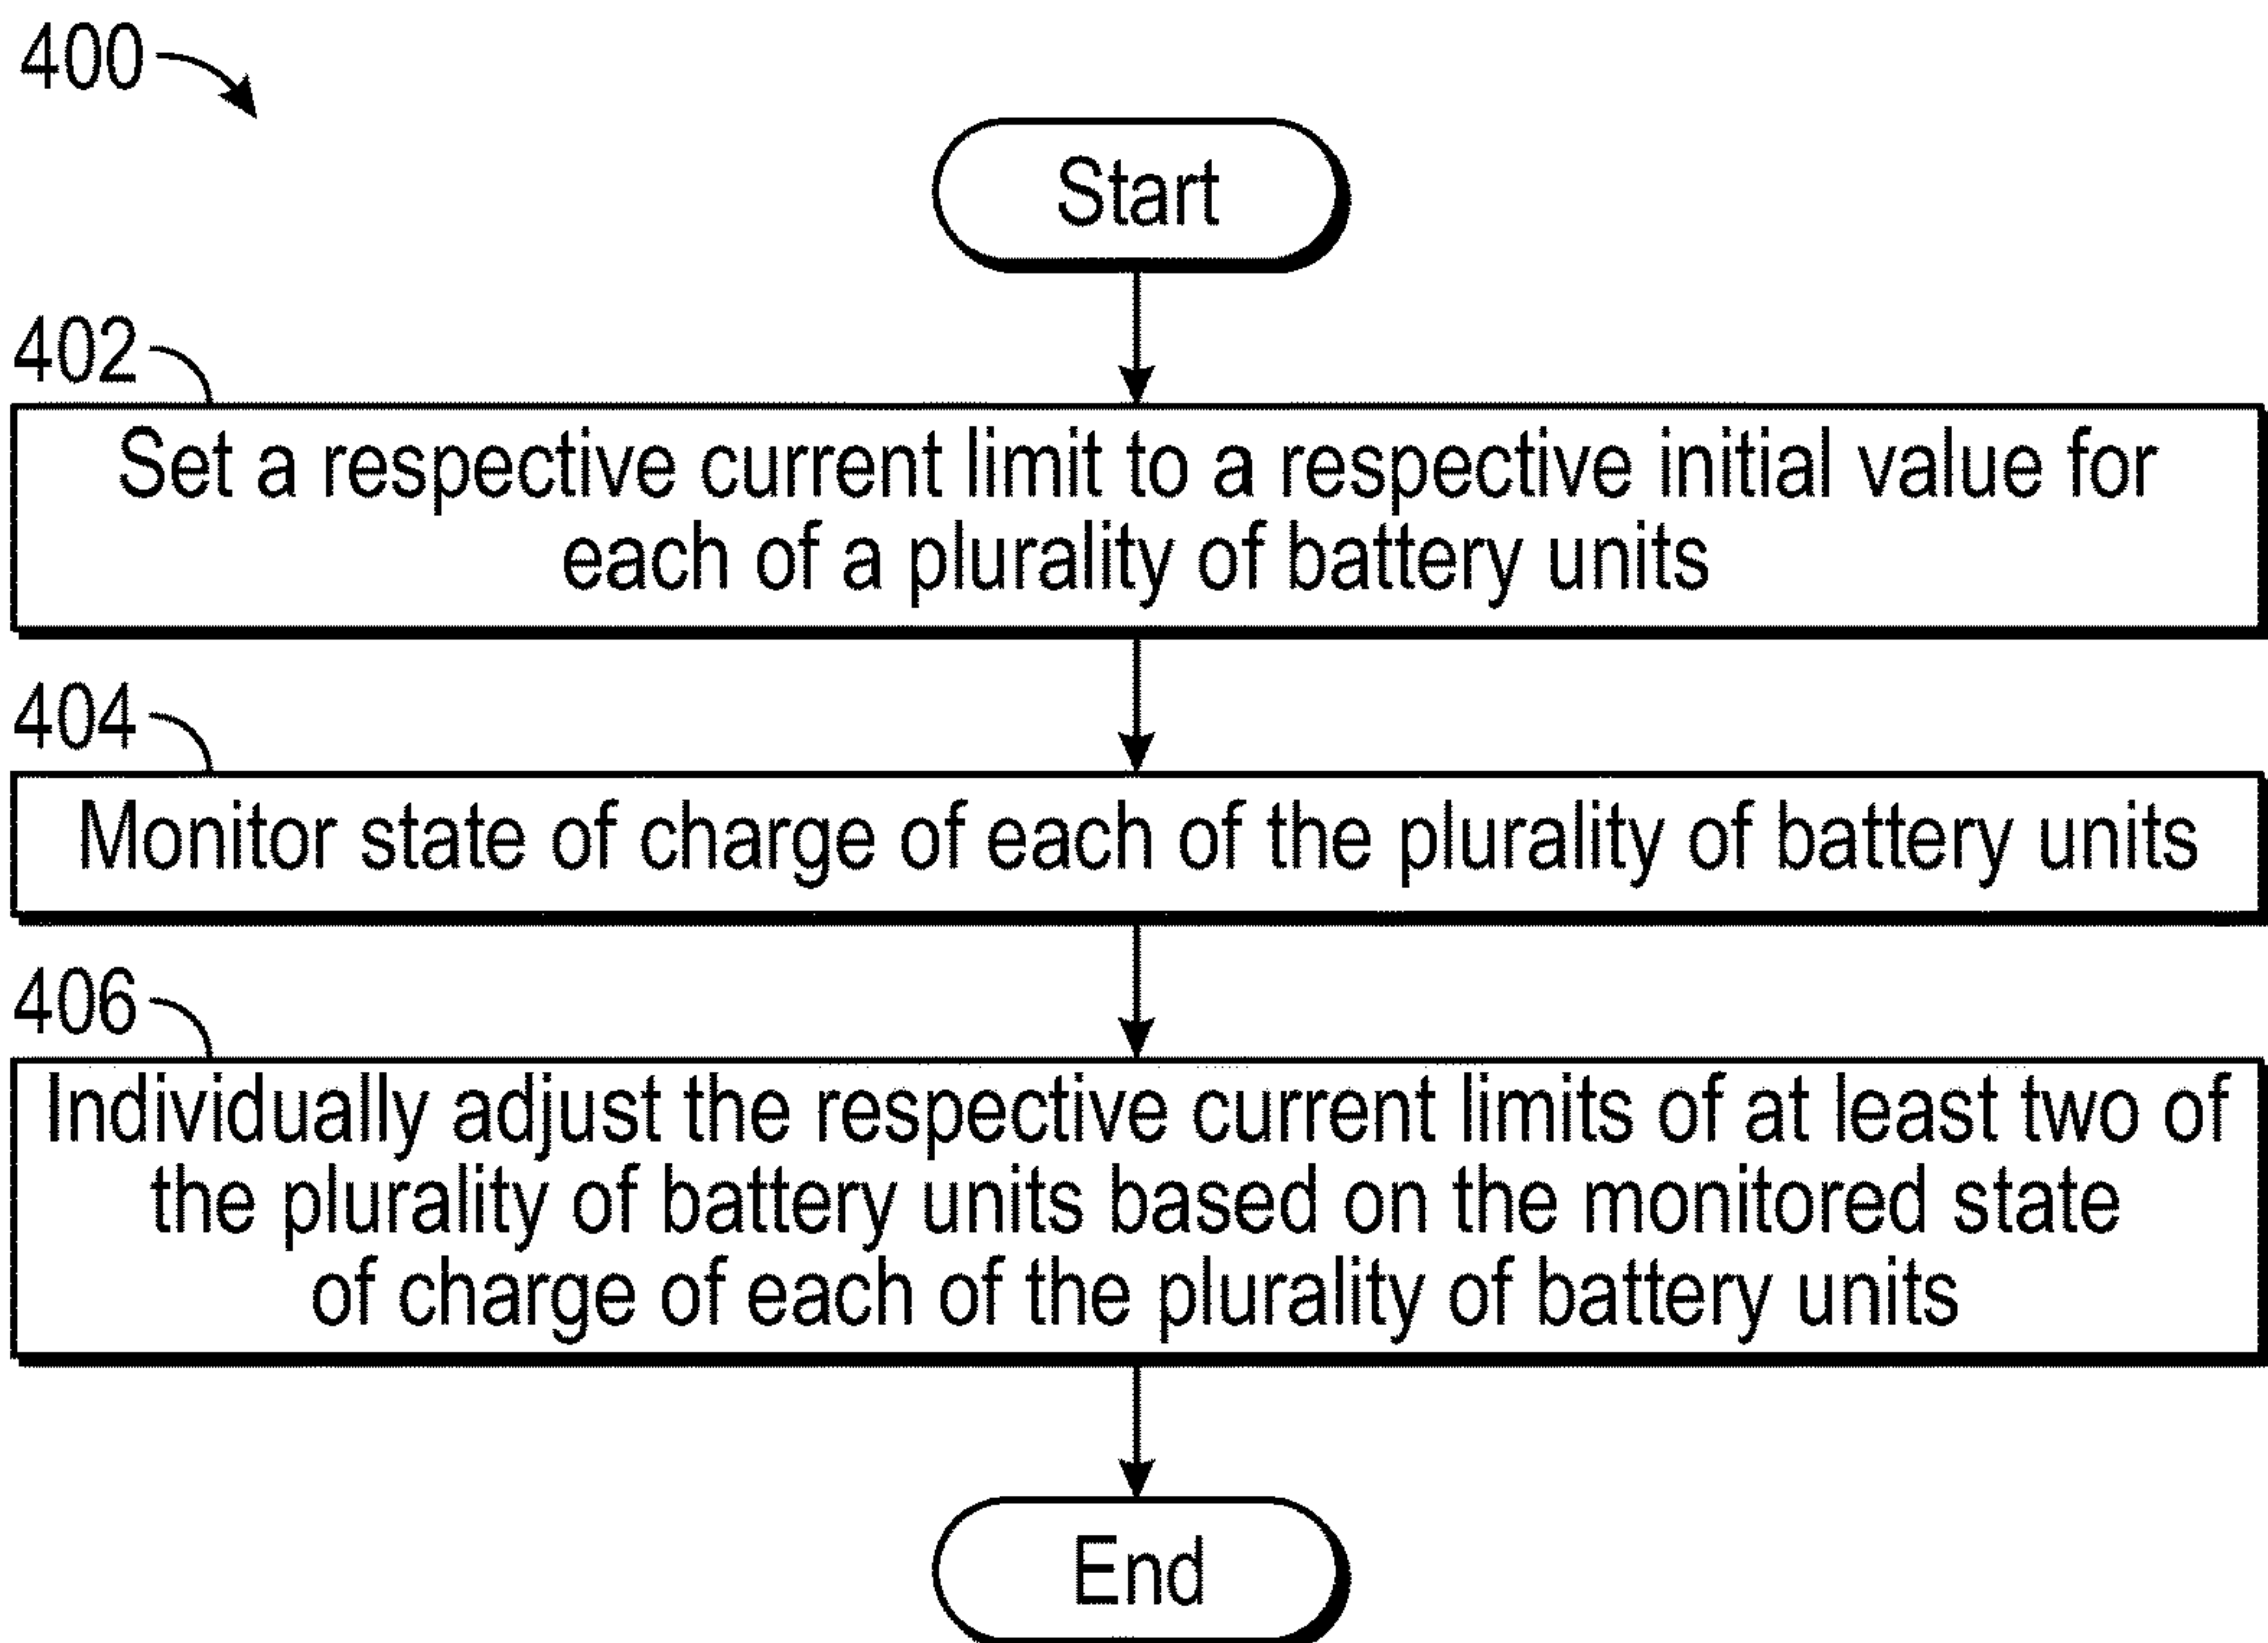 400
Start
402
Set a respective current limit to a respective initial value for
each of a plurality of battery units
404
Monitor state of charge of each of the plurality of battery units
406
Individually adjust the respective current limits of at least two of
the plurality of battery units based on the monitored state
of charge of each of the plurality of battery units
End